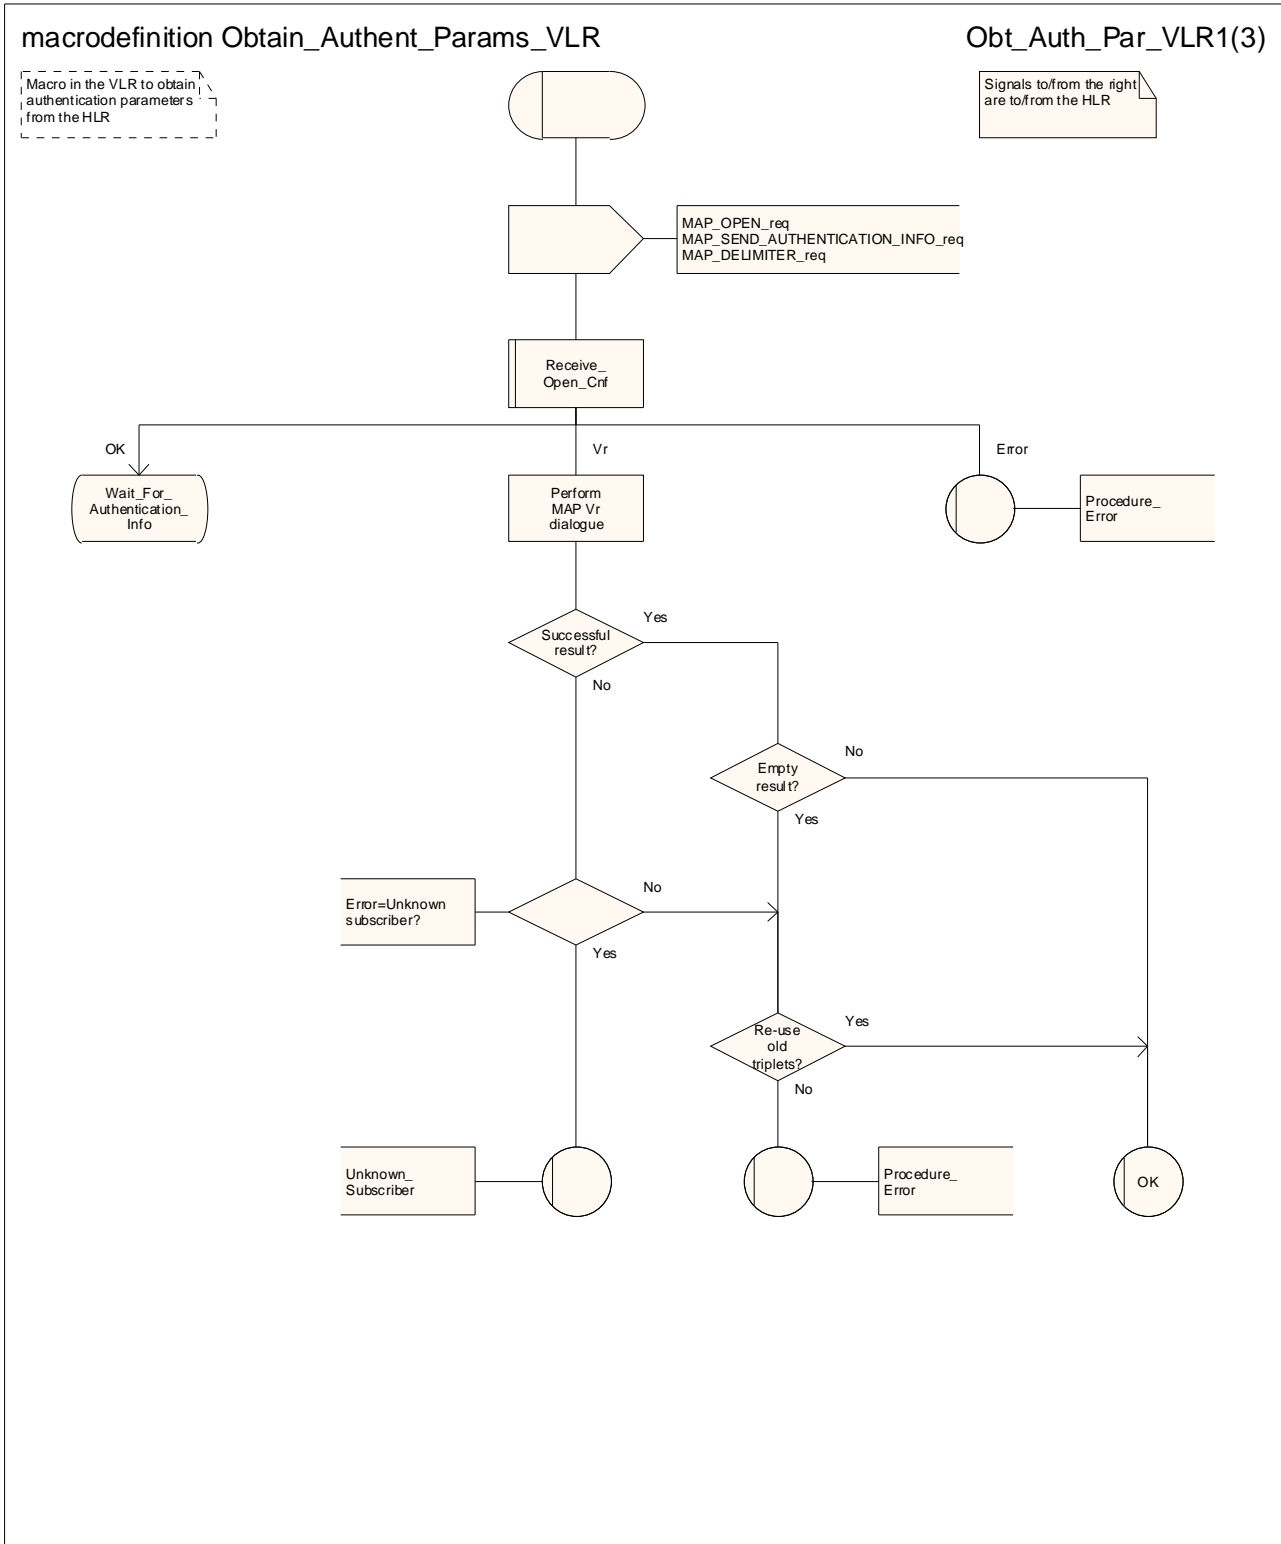 macrodefinition Obtain_Authent_Params_VLR
Obt_Auth_Par_VLR1(3)
Macro in the VLR to obtain
authentication parameters
from the HLR
Signals to/from the right
are to/from the HLR
MAP_OPEN_req
MAP_SEND_AUTHENTICATION_INFO_req
MAP_DELIMITER_req
Receive_
Open_Cnf
OK
Vr
Error
Wait_For_
Authentication_
Info
Perform
MAP Vr
dialogue
Procedure_
Error
Successful
result?
Yes
No
Empty
result?
No
Yes
Error=Unknown
subscriber?
No
Yes
Re-use
old
triplets?
Yes
No
Unknown_
Subscriber
Procedure_
Error
OK